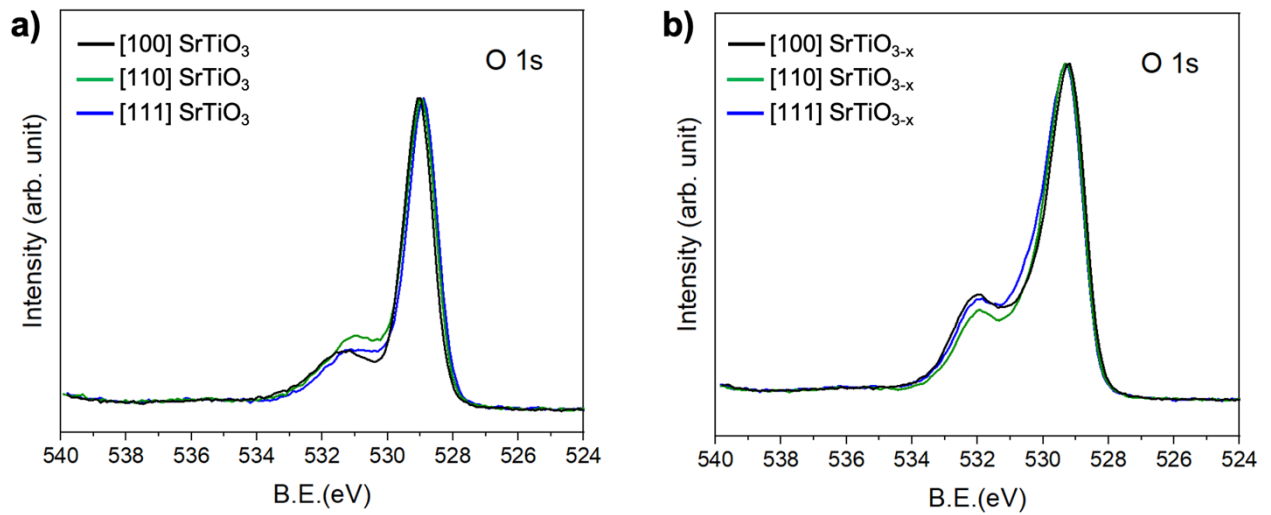 a)
[100] SrTiO₃
[110] SrTiO₃
[111] SrTiO₃
O 1s
Intensity (arb. unit)
540 538 536 534 532 530 528 526 524
B.E.(eV)
b)
[100] SrTiO₃₋ₓ
[110] SrTiO₃₋ₓ
[111] SrTiO₃₋ₓ
O 1s
Intensity (arb. unit)
540 538 536 534 532 530 528 526 524
B.E.(eV)